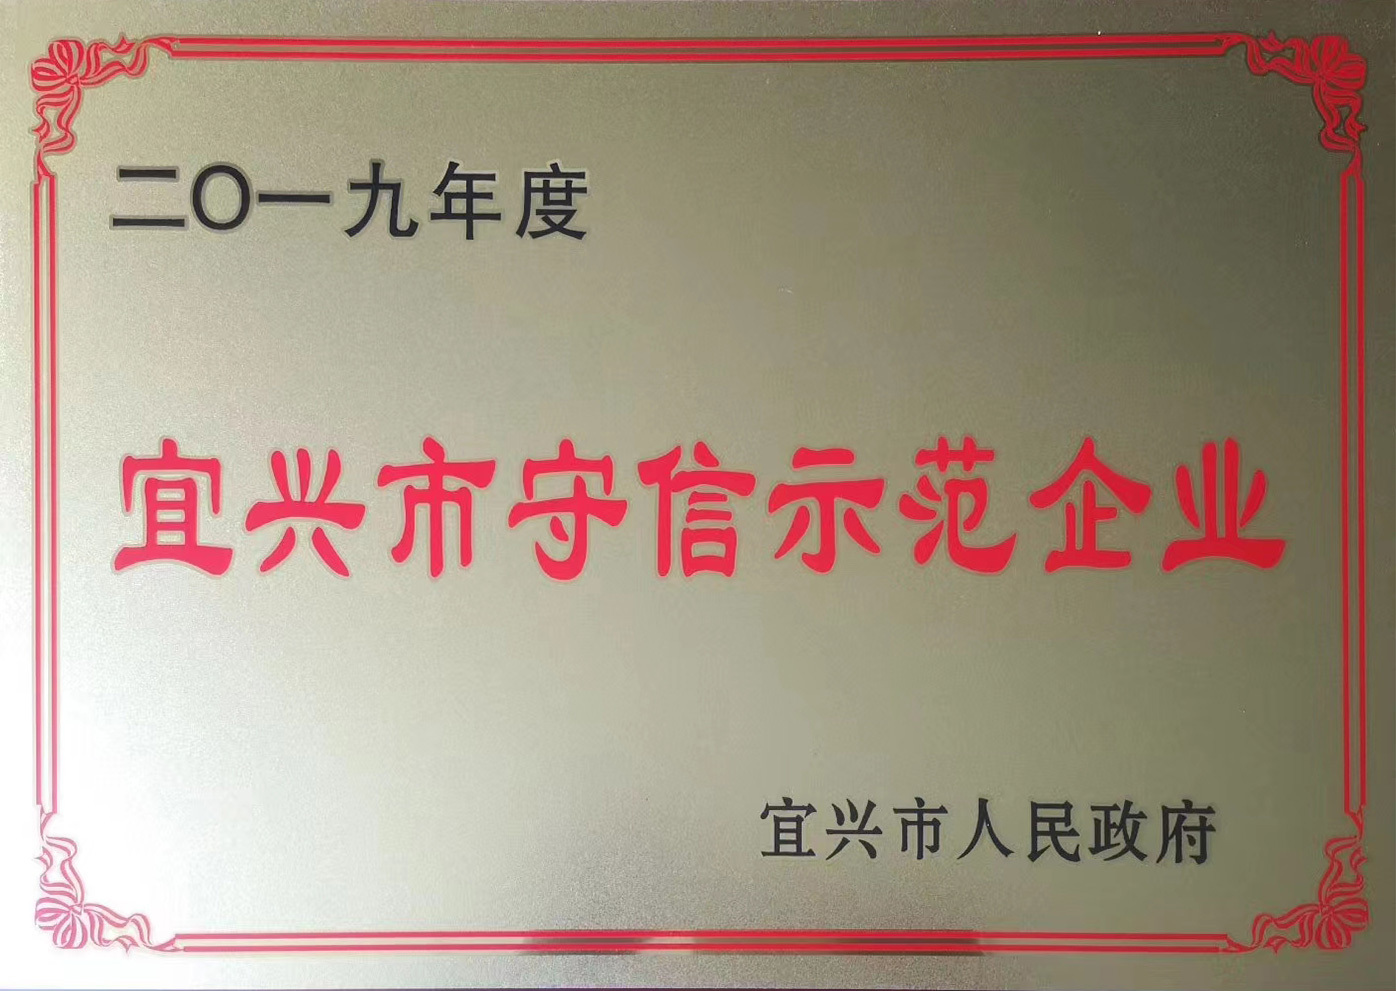 二〇一九年度
宜兴市守信示范企业
宜兴市人民政府